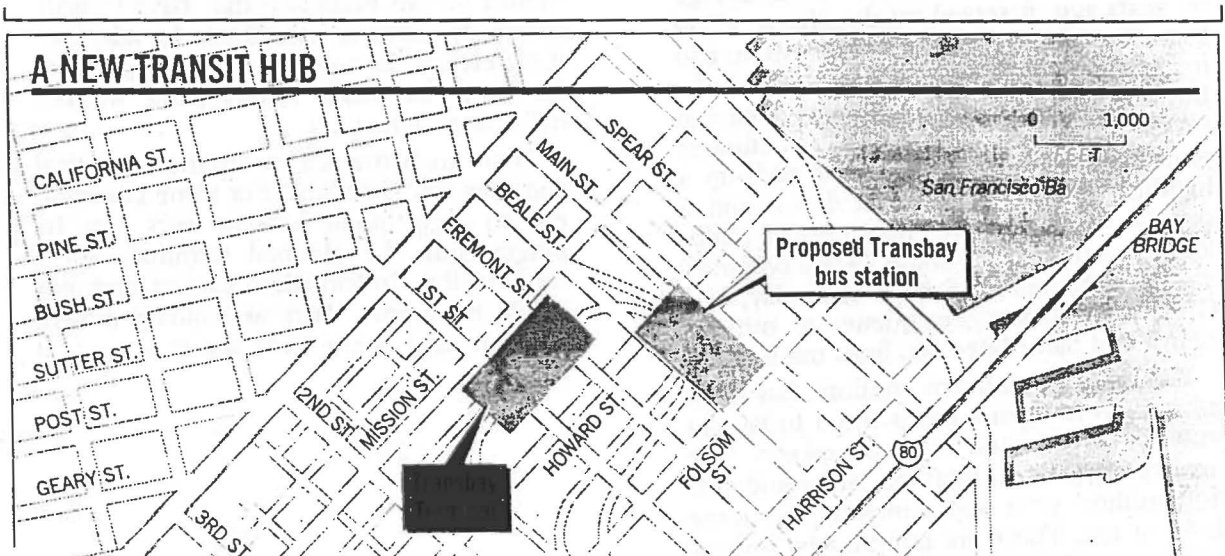 A NEW TRANSIT HUB
CALIFORNIA ST.
PINE ST.
BUSH ST.
SUTTER ST.
POST ST.
GEARY ST.
SPEAR ST.
MAIN ST.
BEALE ST.
FREMONT ST.
1ST ST.
2ND ST.
3RD ST.
MISSION ST.
HOWARD ST.
FOLSOM
ST
HARRISON ST
80
0 1,000
San Francisco Ba
BAY
BRIDGE
Proposed Transbay
bus station
Transbay